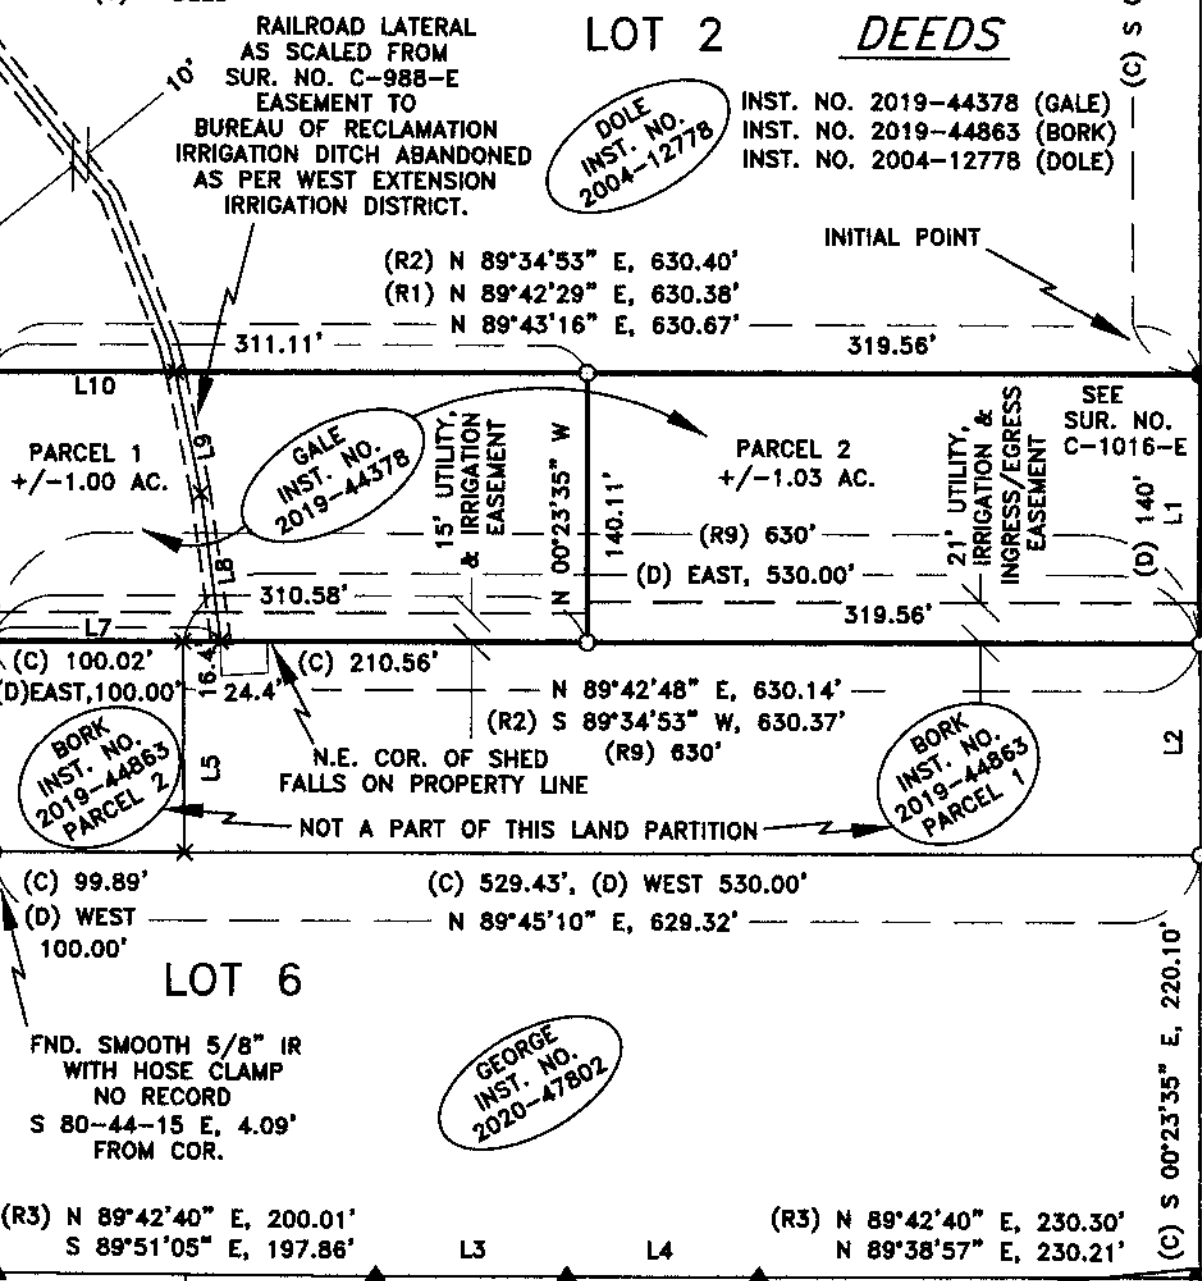 RAILROAD LATERAL
AS SCALED FROM
SUR. NO. C-988-E
EASEMENT TO
BUREAU OF RECLAMATION
IRRIGATION DITCH ABANDONED
AS PER WEST EXTENSION
IRRIGATION DISTRICT.
10'
LOT 2
DEEDS
INST. NO. 2019-44378 (GALE)
INST. NO. 2019-44863 (BORK)
INST. NO. 2004-12778 (DOLE)
(C) S
DOLE
INST. NO.
2004-12778
INITIAL POINT
(R2) N 89°34'53" E, 630.40'
(R1) N 89°42'29" E, 630.38'
N 89°43'16" E, 630.67'
311.11'
319.56'
L10
L9
PARCEL 1
+/-1.00 AC.
GALE
INST. NO.
2019-44378
15' UTILITY,
& IRRIGATION
EASEMENT
N 00°23'35" W
140.11'
PARCEL 2
+/-1.03 AC.
21' UTILITY,
IRRIGATION &
INGRESS/EGRESS
EASEMENT
SEE
SUR. NO.
C-1016-E
(D) 140'
L1
(R9) 630'
(D) EAST, 530.00'
L8
310.58'
319.56'
L7
(C) 100.02'
(D)EAST,100.00'
16.4'
24.4'
(C) 210.56'
N 89°42'48" E, 630.14'
(R2) S 89°34'53" W, 630.37'
(R9) 630'
N.E. COR. OF SHED
FALLS ON PROPERTY LINE
BORK
INST. NO.
2019-44863
PARCEL 2
L5
BORK
INST. NO.
2019-44863
PARCEL 1
L2
NOT A PART OF THIS LAND PARTITION
(C) 99.89'
(D) WEST
100.00'
(C) 529.43', (D) WEST 530.00'
N 89°45'10" E, 629.32'
LOT 6
FND. SMOOTH 5/8" IR
WITH HOSE CLAMP
NO RECORD
S 80-44-15 E, 4.09'
FROM COR.
GEORGE
INST. NO.
2020-47802
(C) S 00°23'35" E, 220.10'
(R3) N 89°42'40" E, 200.01'
S 89°51'05" E, 197.86'
L3
L4
(R3) N 89°42'40" E, 230.30'
N 89°38'57" E, 230.21'